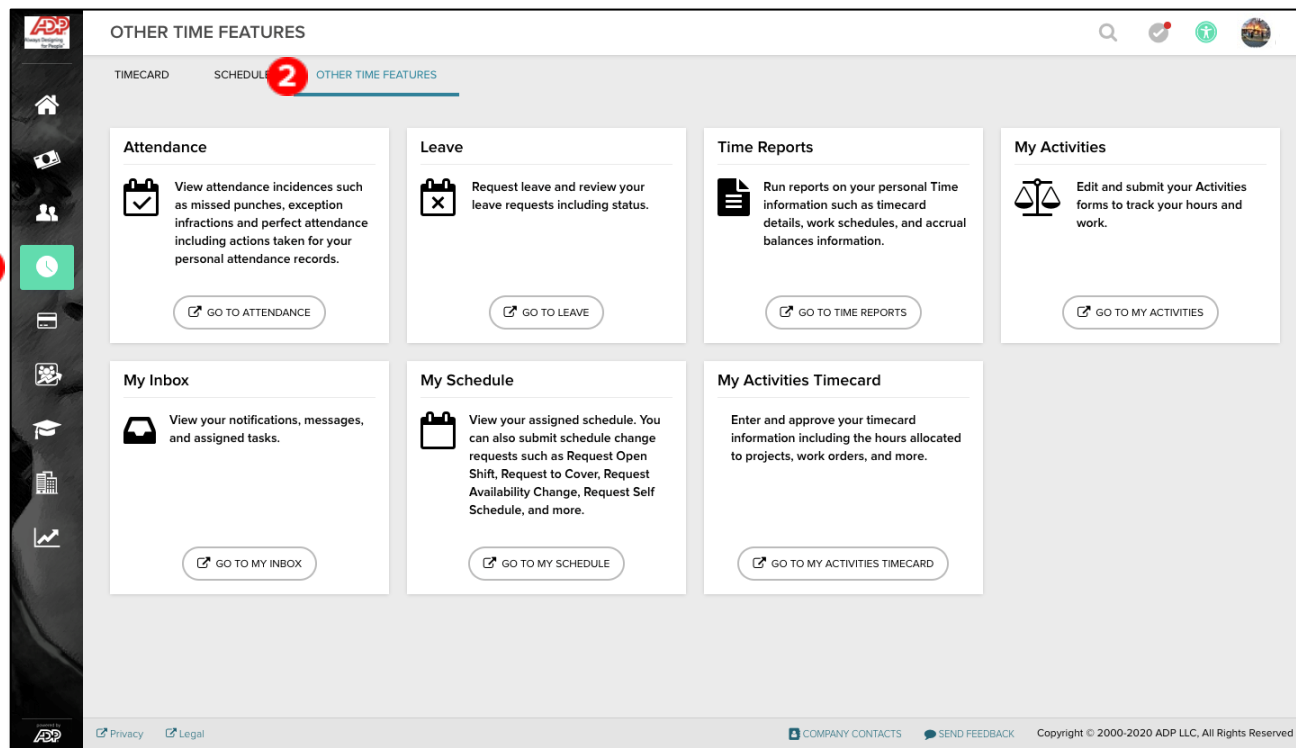 ADP
Always Designing
for People
OTHER TIME FEATURES
TIMECARD
SCHEDULE
2
OTHER TIME FEATURES
Attendance
View attendance incidences such
as missed punches, exception
infractions and perfect attendance
including actions taken for your
personal attendance records.
GO TO ATTENDANCE
Leave
Request leave and review your
leave requests including status.
GO TO LEAVE
Time Reports
Run reports on your personal Time
information such as timecard
details, work schedules, and accrual
balances information.
GO TO TIME REPORTS
My Activities
Edit and submit your Activities
forms to track your hours and
work.
GO TO MY ACTIVITIES
My Inbox
View your notifications, messages,
and assigned tasks.
GO TO MY INBOX
My Schedule
View your assigned schedule. You
can also submit schedule change
requests such as Request Open
Shift, Request to Cover, Request
Availability Change, Request Self
Schedule, and more.
GO TO MY SCHEDULE
My Activities Timecard
Enter and approve your timecard
information including the hours allocated
to projects, work orders, and more.
GO TO MY ACTIVITIES TIMECARD
powered by
ADP
Privacy
Legal
COMPANY CONTACTS
SEND FEEDBACK
Copyright © 2000-2020 ADP LLC, All Rights Reserved